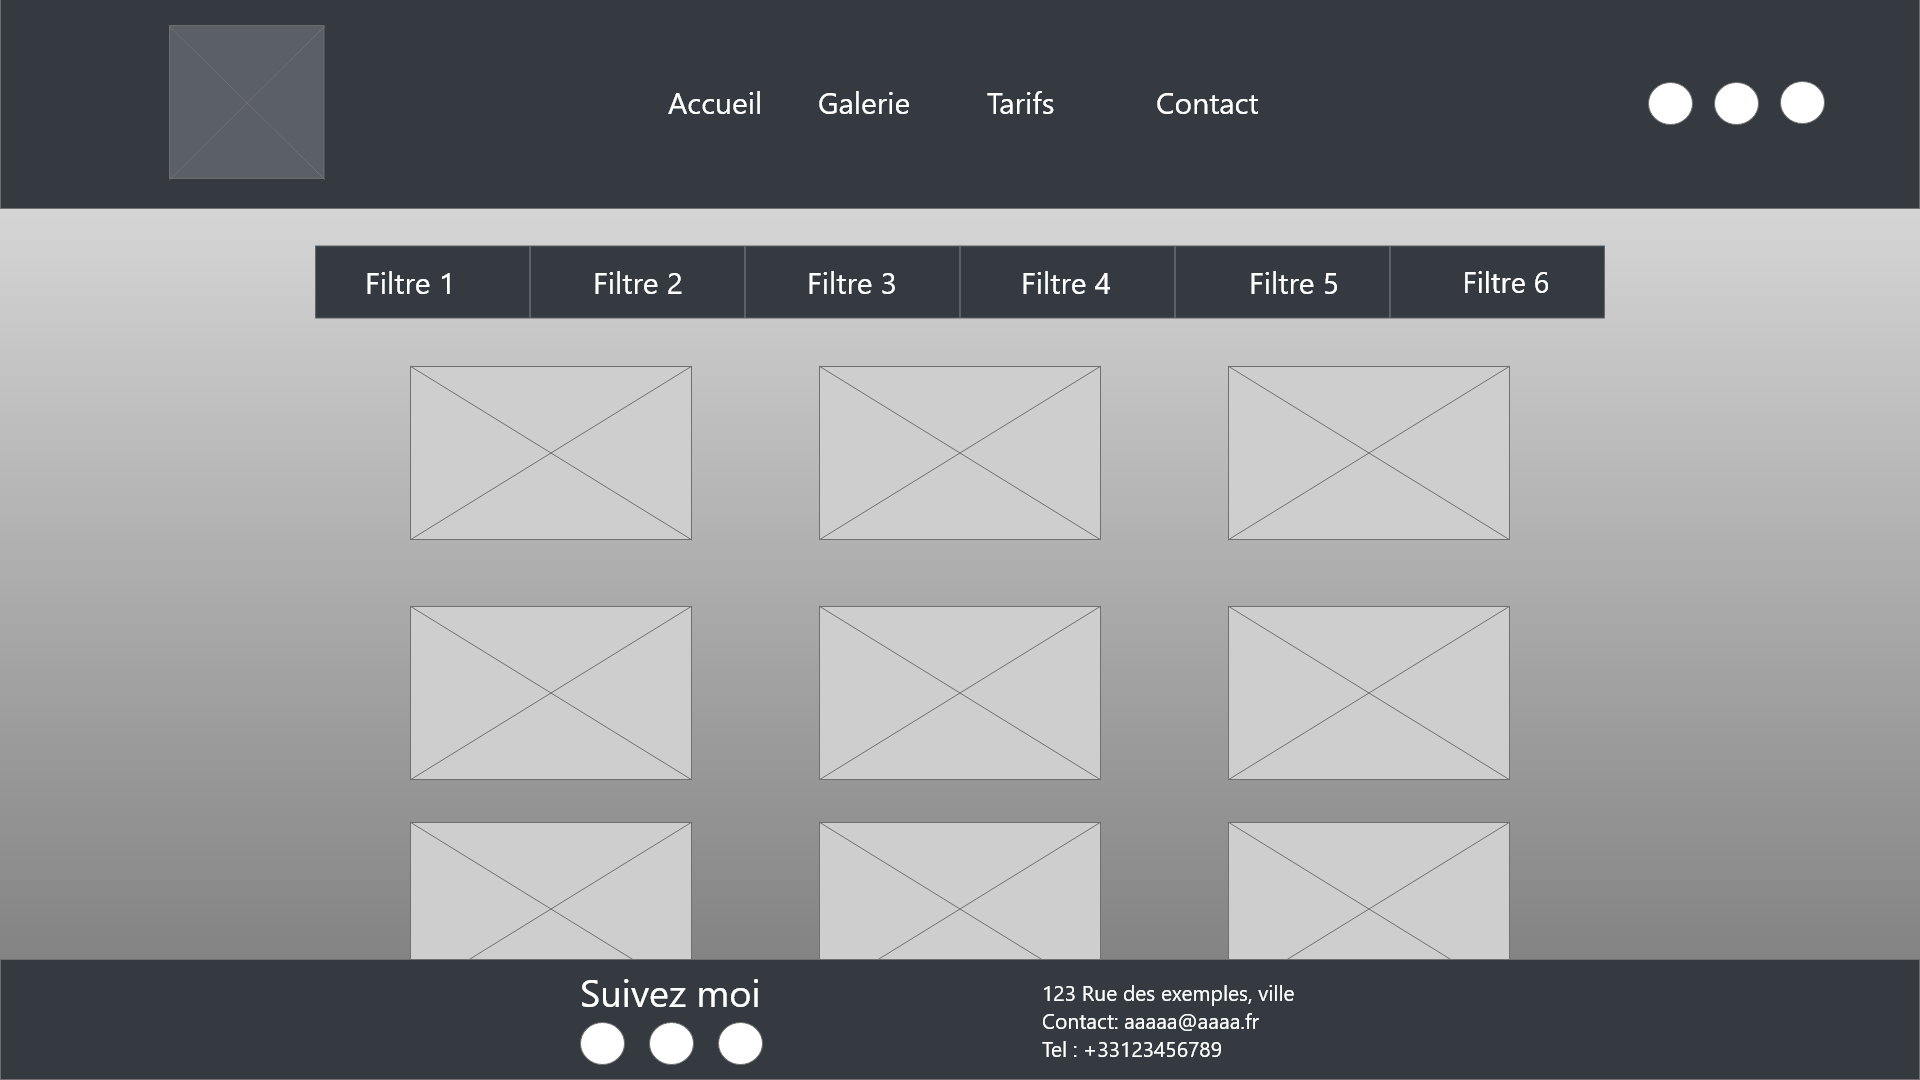 Accueil Galerie Tarifs Contact
Filtre 1 Filtre 2 Filtre 3 Filtre 4 Filtre 5 Filtre 6
Suivez moi
123 Rue des exemples, ville
Contact: aaaaa@aaaa.fr
Tel : +33123456789